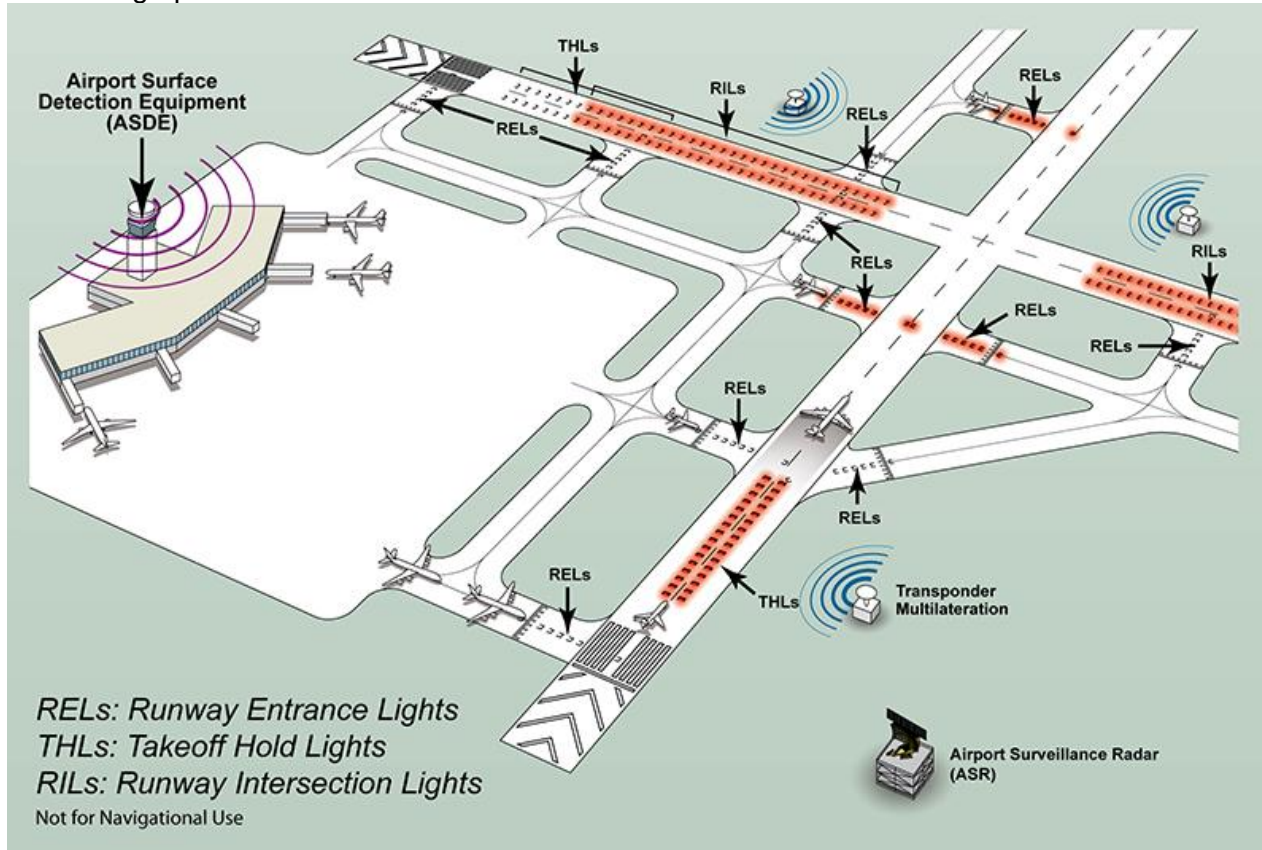 THLs
Airport Surface
Detection Equipment
(ASDE)
RELs
RILs
RELs
RELs
RILs
RELs
RELs
RELs
RELs
RELs
RELs
THLs
Transponder
Multilateration
RELs: Runway Entrance Lights
THLs: Takeoff Hold Lights
RILs: Runway Intersection Lights
Not for Navigational Use
Airport Surveillance Radar
(ASR)